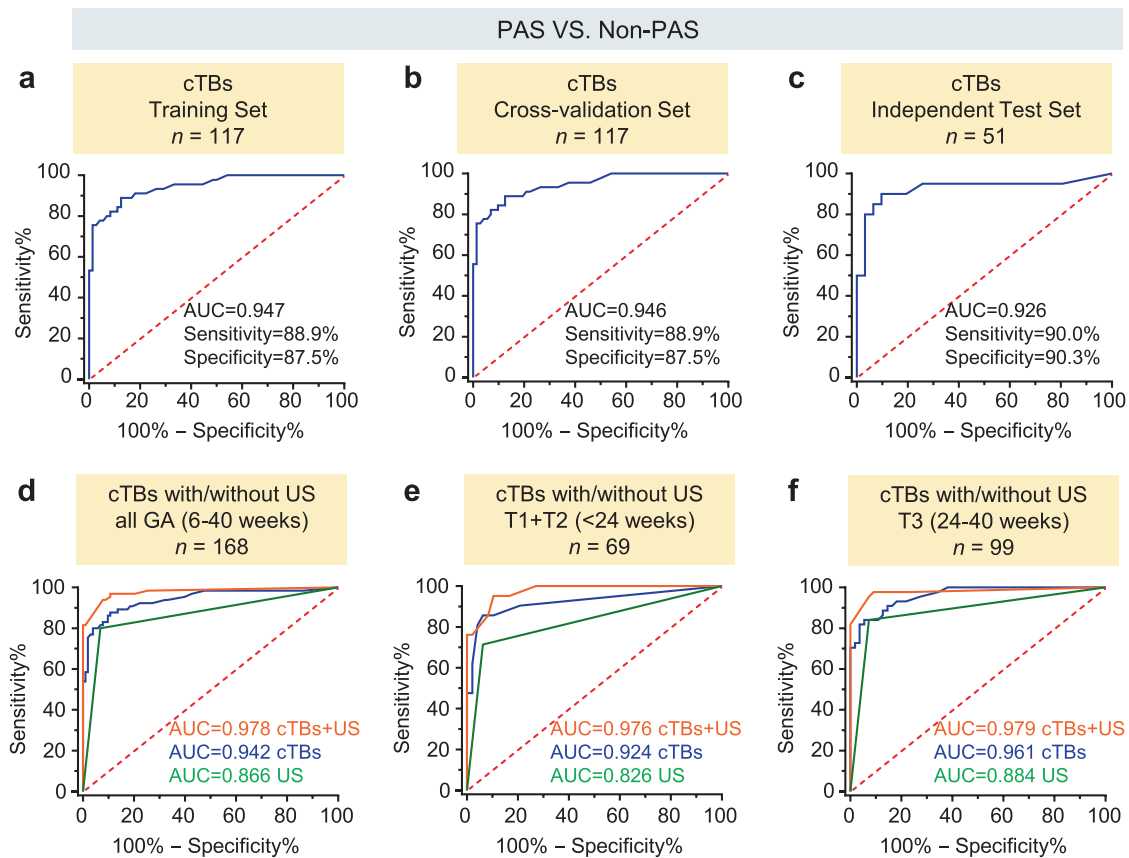 PAS VS. Non-PAS
a
cTBs
Training Set
n = 117
Sensitivity%
100
80
60
40
20
0
AUC=0.947
Sensitivity=88.9%
Specificity=87.5%
0 20 40 60 80 100
100% – Specificity%
b
cTBs
Cross-validation Set
n = 117
Sensitivity%
100
80
60
40
20
0
AUC=0.946
Sensitivity=88.9%
Specificity=87.5%
0 20 40 60 80 100
100% – Specificity%
c
cTBs
Independent Test Set
n = 51
Sensitivity%
100
80
60
40
20
0
AUC=0.926
Sensitivity=90.0%
Specificity=90.3%
0 20 40 60 80 100
100% – Specificity%
d
cTBs with/without US
all GA (6-40 weeks)
n = 168
Sensitivity%
100
80
60
40
20
0
AUC=0.978 cTBs+US
AUC=0.942 cTBs
AUC=0.866 US
0 20 40 60 80 100
100% – Specificity%
e
cTBs with/without US
T1+T2 (<24 weeks)
n = 69
Sensitivity%
100
80
60
40
20
0
AUC=0.976 cTBs+US
AUC=0.924 cTBs
AUC=0.826 US
0 20 40 60 80 100
100% – Specificity%
f
cTBs with/without US
T3 (24-40 weeks)
n = 99
Sensitivity%
100
80
60
40
20
0
AUC=0.979 cTBs+US
AUC=0.961 cTBs
AUC=0.884 US
0 20 40 60 80 100
100% – Specificity%